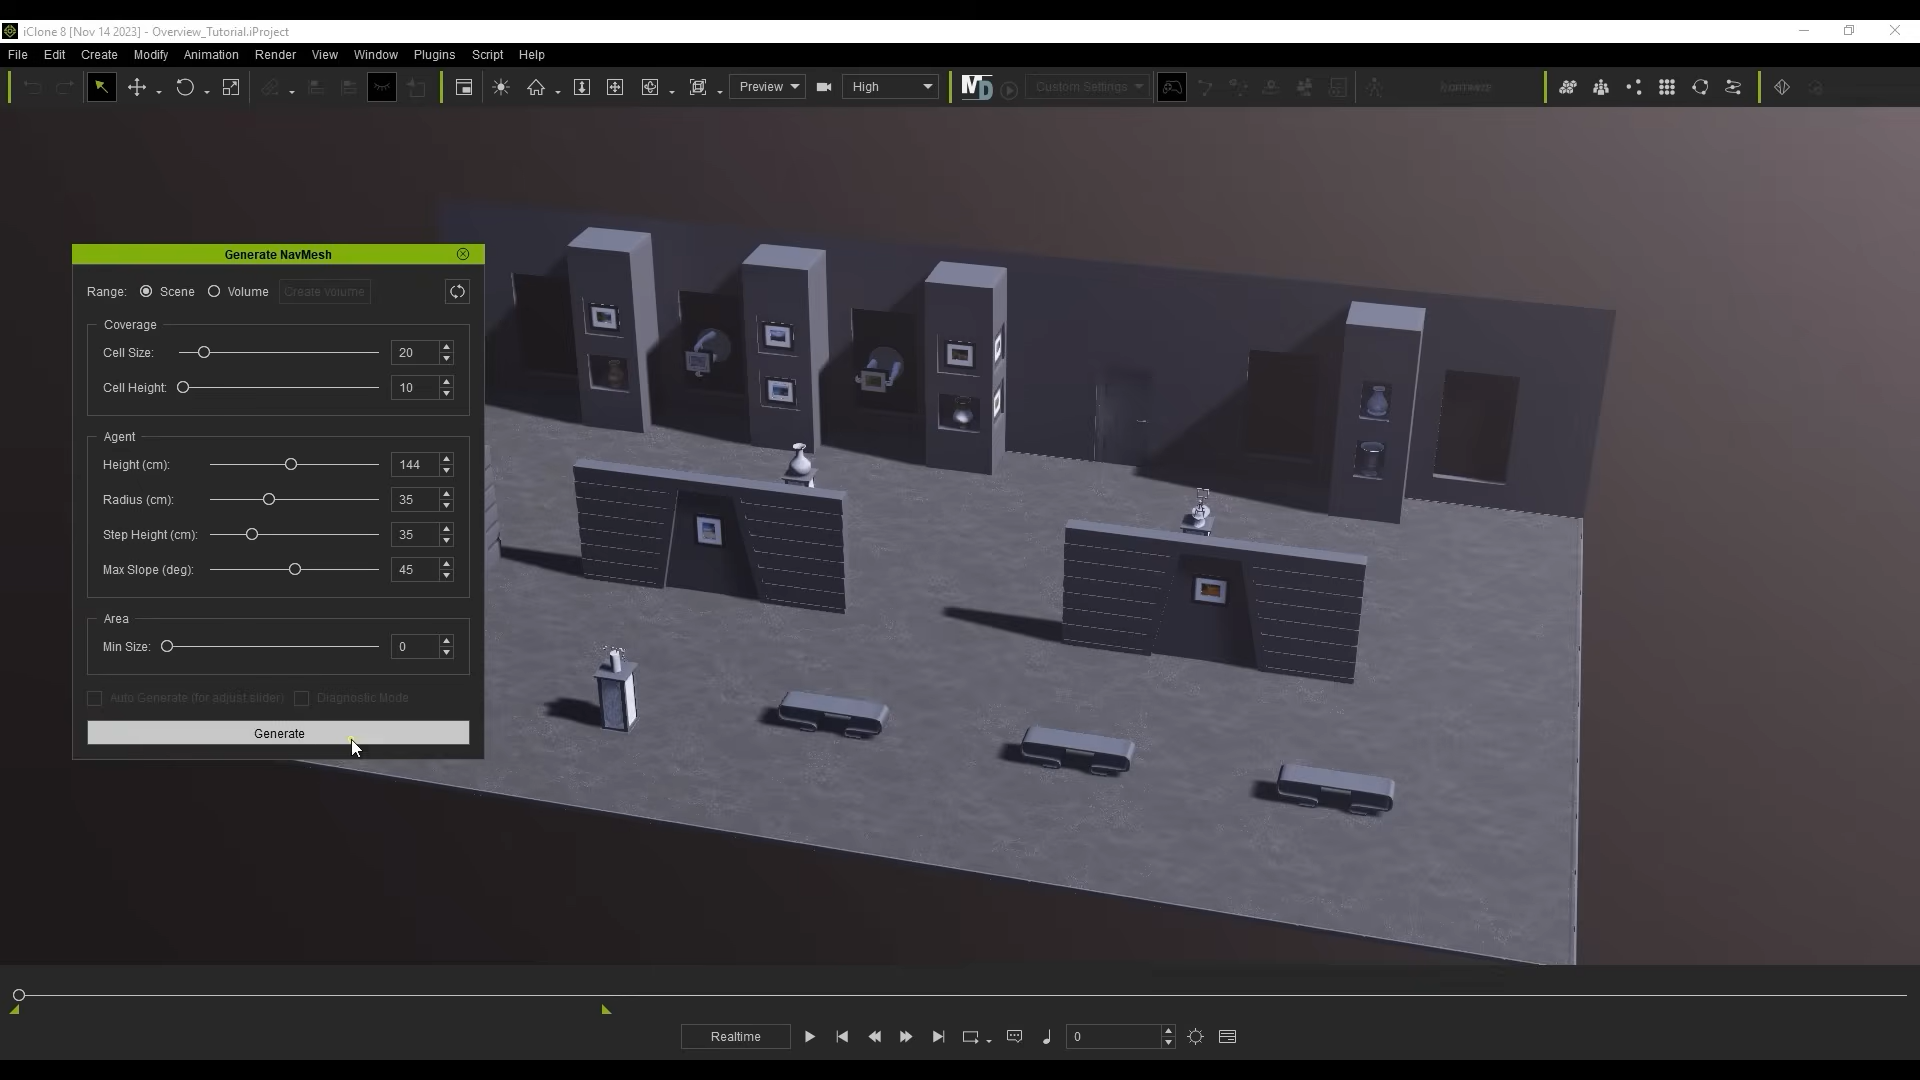 iClone 8 [Nov 14 2023] - Overview_Tutorial.iProject
File Edit Create Modify Animation Render View Window Plugins Script Help
Preview High MD Custom Settings
Generate NavMesh
Range: Scene Volume Create Volume
Coverage
Cell Size: 20
Cell Height: 10
Agent
Height (cm): 144
Radius (cm): 35
Step Height (cm): 35
Max Slope (deg): 45
Area
Min Size: 0
Auto Generate (for adjust slider) Diagnostic Mode
Generate
Realtime 0